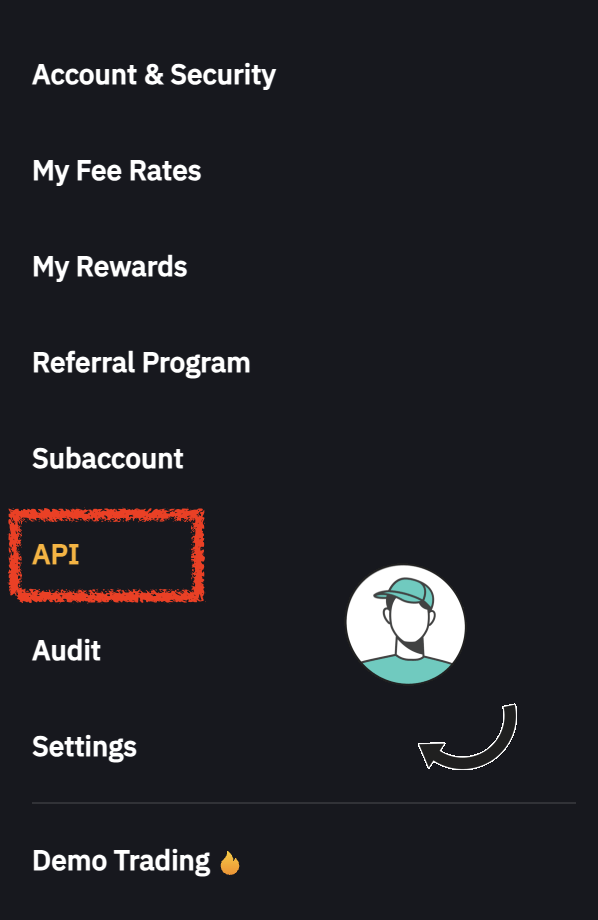 Account & Security
My Fee Rates
My Rewards
Referral Program
Subaccount
API
Audit
Settings
Demo Trading 🔥